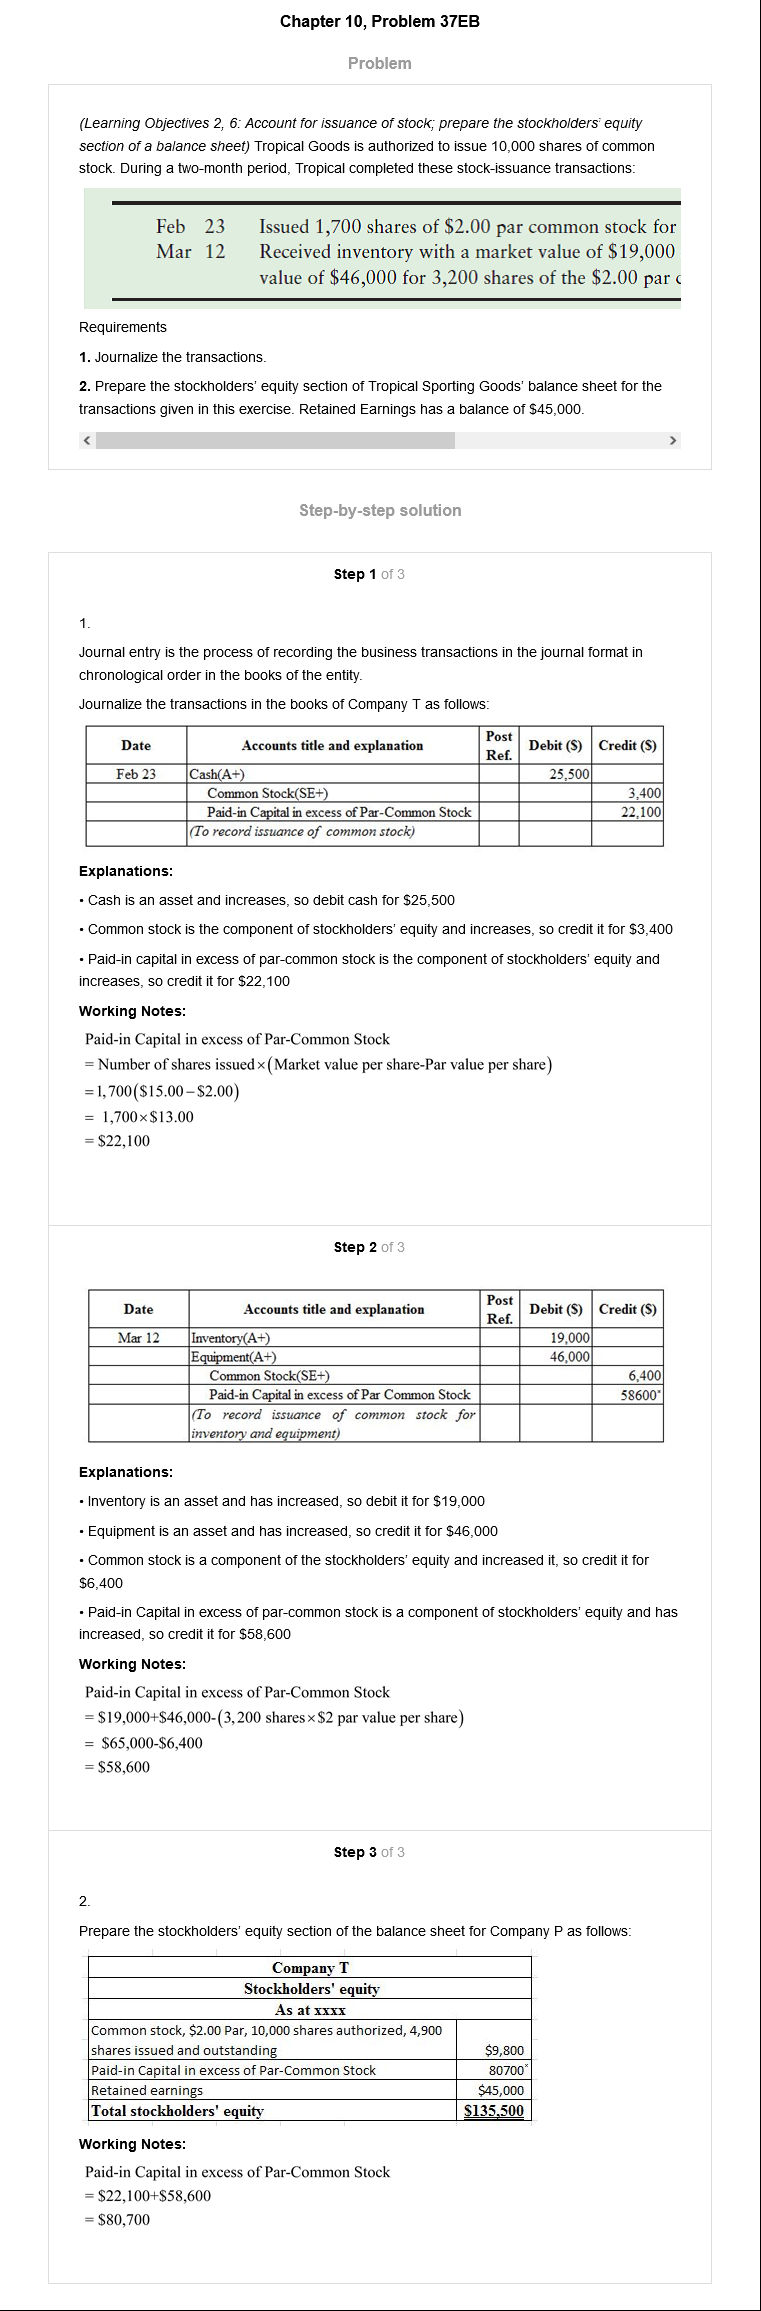 Chapter 10, Problem 37EB
Problem
(Learning Objectives 2, 6: Account for issuance of stock; prepare the stockholders' equity
section of a balance sheet) Tropical Goods is authorized to issue 10,000 shares of common
stock. During a two-month period, Tropical completed these stock-issuance transactions:
Feb 23 Issued 1,700 shares of $2.00 par common stock for
Mar 12 Received inventory with a market value of $19,000
value of $46,000 for 3,200 shares of the $2.00 par
Requirements
1. Journalize the transactions.
2. Prepare the stockholders' equity section of Tropical Sporting Goods' balance sheet for the
transactions given in this exercise. Retained Earnings has a balance of $45,000.
Step-by-step solution
Step 1 of 3
1.
Journal entry is the process of recording the business transactions in the journal format in
chronological order in the books of the entity.
Journalize the transactions in the books of Company T as follows:
Date Accounts title and explanation Post Ref. Debit ($) Credit ($)
Feb 23 Cash(A+) 25,500
Common Stock(SE+) 3,400
Paid-in Capital in excess of Par-Common Stock 22,100
(To record issuance of common stock)
Explanations:
• Cash is an asset and increases, so debit cash for $25,500
• Common stock is the component of stockholders' equity and increases, so credit it for $3,400
• Paid-in capital in excess of par-common stock is the component of stockholders' equity and
increases, so credit it for $22,100
Working Notes:
Paid-in Capital in excess of Par-Common Stock
= Number of shares issued×(Market value per share-Par value per share)
=1,700($15.00−$2.00)
= 1,700×$13.00
= $22,100
Step 2 of 3
Date Accounts title and explanation Post Ref. Debit ($) Credit ($)
Mar 12 Inventory(A+) 19,000
Equipment(A+) 46,000
Common Stock(SE+) 6,400
Paid-in Capital in excess of Par Common Stock 58600*
(To record issuance of common stock for
inventory and equipment)
Explanations:
• Inventory is an asset and has increased, so debit it for $19,000
• Equipment is an asset and has increased, so credit it for $46,000
• Common stock is a component of the stockholders' equity and increased it, so credit it for
$6,400
• Paid-in Capital in excess of par-common stock is a component of stockholders' equity and has
increased, so credit it for $58,600
Working Notes:
Paid-in Capital in excess of Par-Common Stock
= $19,000+$46,000-(3,200 shares×$2 par value per share)
= $65,000-$6,400
= $58,600
Step 3 of 3
2.
Prepare the stockholders' equity section of the balance sheet for Company P as follows:
Company T
Stockholders' equity
As at xxxx
Common stock, $2.00 Par, 10,000 shares authorized, 4,900
shares issued and outstanding $9,800
Paid-in Capital in excess of Par-Common Stock 80700*
Retained earnings $45,000
Total stockholders' equity $135,500
Working Notes:
Paid-in Capital in excess of Par-Common Stock
= $22,100+$58,600
= $80,700